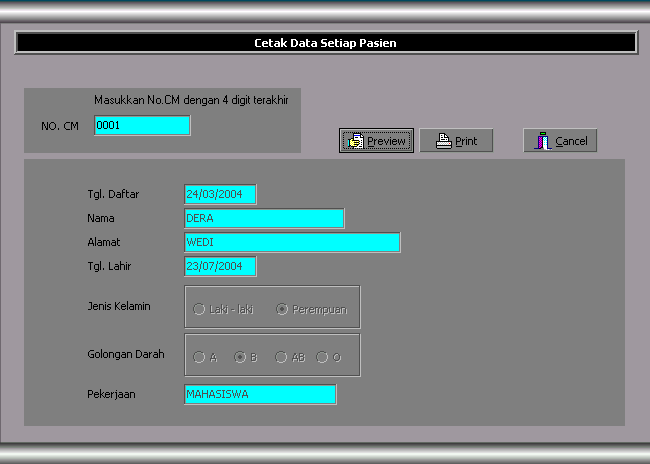 Cetak Data Setiap Pasien
Masukkan No.CM dengan 4 digit terakhir
NO. CM 0001
Preview Print Cancel
Tgl. Daftar 24/03/2004
Nama DERA
Alamat WEDI
Tgl. Lahir 23/07/2004
Jenis Kelamin Laki - laki Perempuan
Golongan Darah A B AB O
Pekerjaan MAHASISWA